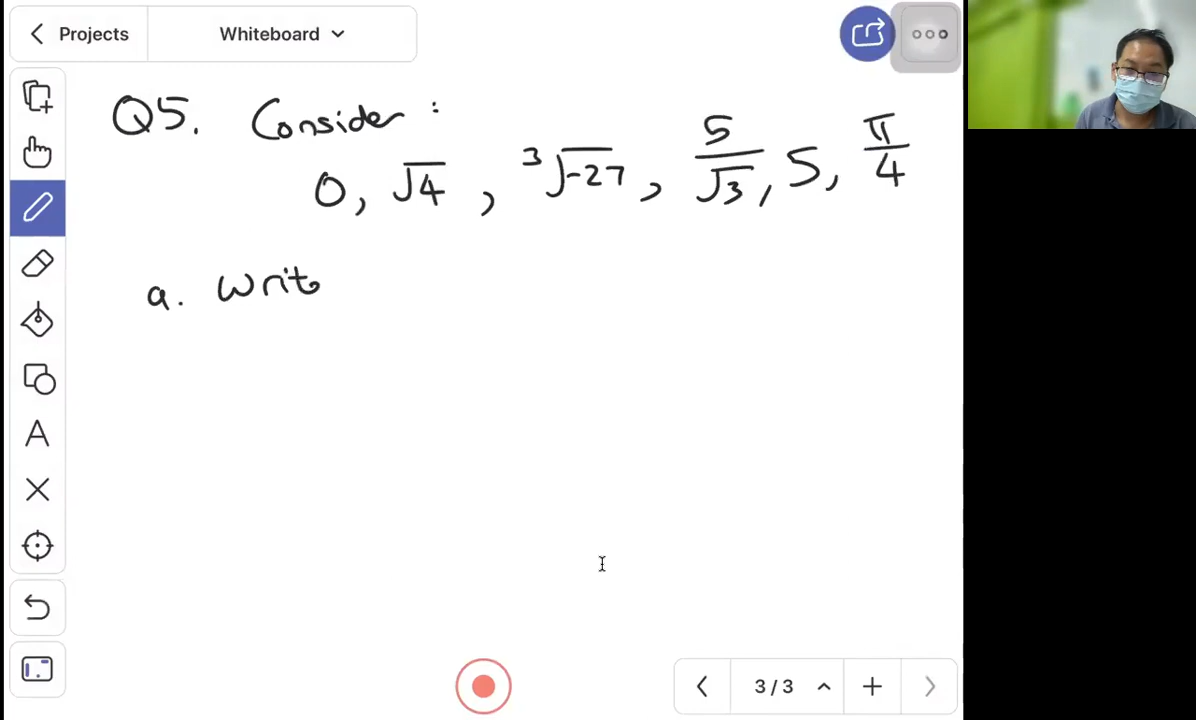 Projects Whiteboard
Q5. Consider :
0, √4, ³√-27, 5/√3, 5, π/4
a. Write
A
3 / 3